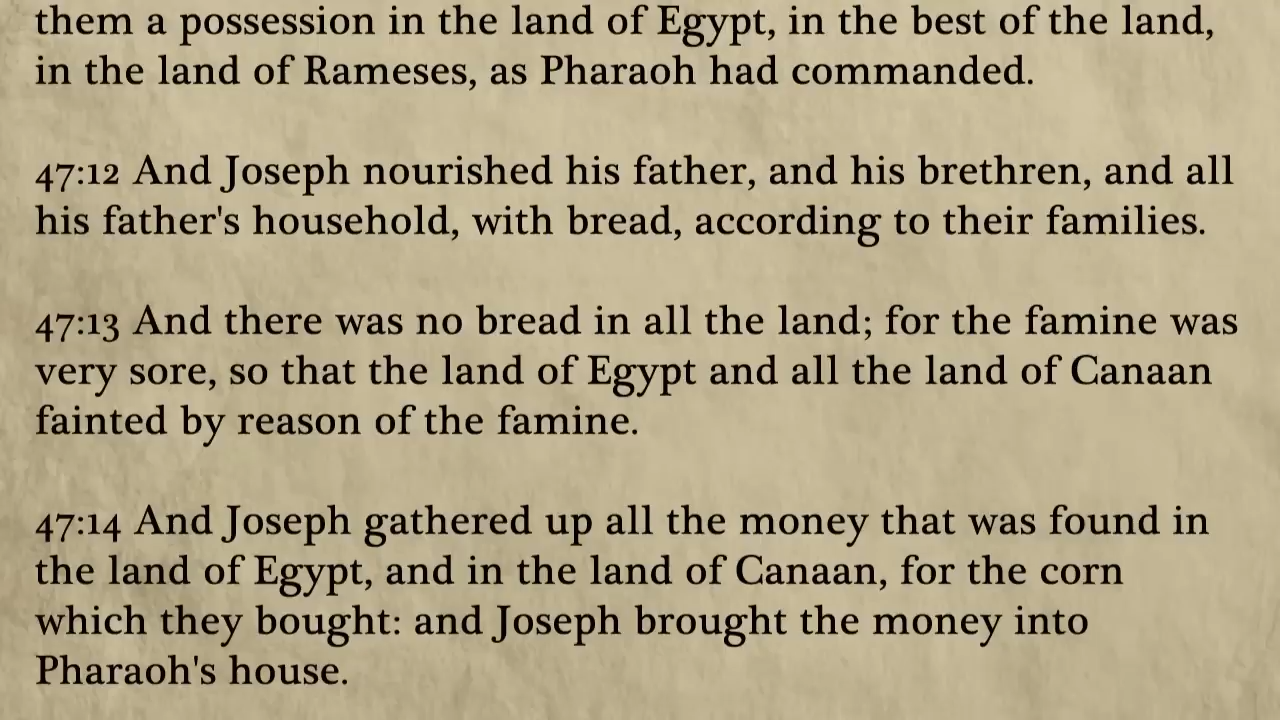 them a possession in the land of Egypt, in the best of the land,
in the land of Rameses, as Pharaoh had commanded.
47:12 And Joseph nourished his father, and his brethren, and all
his father's household, with bread, according to their families.
47:13 And there was no bread in all the land; for the famine was
very sore, so that the land of Egypt and all the land of Canaan
fainted by reason of the famine.
47:14 And Joseph gathered up all the money that was found in
the land of Egypt, and in the land of Canaan, for the corn
which they bought: and Joseph brought the money into
Pharaoh's house.